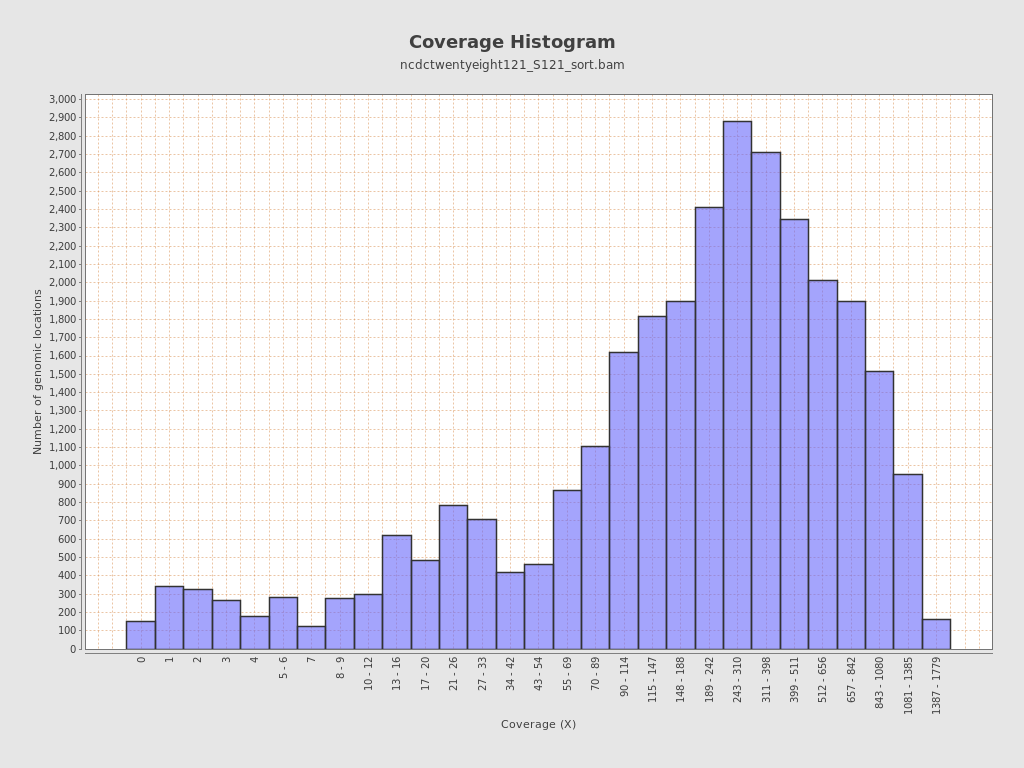 Coverage Histogram
ncdctwentyeight121_S121_sort.bam
Number of genomic locations
3,000
2,900
2,800
2,700
2,600
2,500
2,400
2,300
2,200
2,100
2,000
1,900
1,800
1,700
1,600
1,500
1,400
1,300
1,200
1,100
1,000
900
800
700
600
500
400
300
200
100
0
0
1
2
3
4
5 - 6
7
8 - 9
10 - 12
13 - 16
17 - 20
21 - 26
27 - 33
34 - 42
43 - 54
55 - 69
70 - 89
90 - 114
115 - 147
148 - 188
189 - 242
243 - 310
311 - 398
399 - 511
512 - 656
657 - 842
843 - 1080
1081 - 1385
1387 - 1779
Coverage (X)